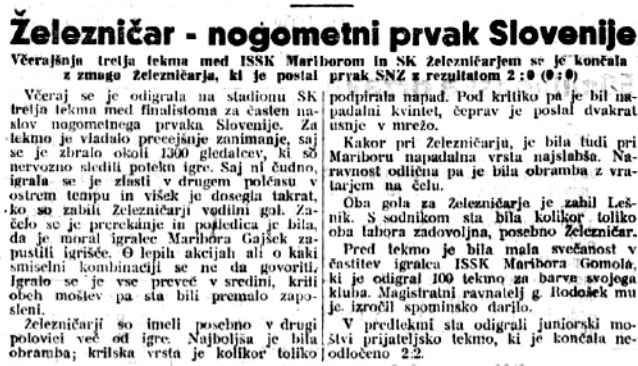 Železničar - nogometni prvak Slovenije
Včerajšnja tretja tekma med ISSK Mariborom in SK Železničarjem se je končala
z zmago Železničarja, ki je postal prvak SNZ z rezultatom 2:0 (0:0)
Včeraj se je odigrala na stadionu SK
tretja tekma med finalistoma za časten na-
slov nogometnega prvaka Slovenije. Za
tekmo je vladalo precejšnje zanimanje, saj
se je zbralo okoli 1300 gledalcev, ki so
nervozno sledili poteku igre. Saj ni čudno,
igrala se je zlasti v drugem polčasu v
ostrem tempu in višek je dosegla takrat,
ko so zabili Železničarji vodilni gol. Za-
čelo se je prerekanje in posledica je bila,
da je moral igralec Maribora Gajšek za-
pustili igrišče. O lepih akcijah ali o kaki
smiselni kombinaciji se ne da govoriti.
Igralo se je vse preveč v sredini, krili
obeh moštev pa sta bili premalo zapo-
sleni.
Železničarji so imeli posebno v drugi
polovici več od igre. Najboljša je bila
obramba; krilska vrsta je kolikor toliko
podpirala napad. Pod kritiko pa je bil na-
padalni kvintet, čeprav je poslal dvakrat
usnje v mrežo.
Kakor pri Železničarju, je bila tudi pri
Mariboru napadalna vrsta najslabša. Na-
ravnost odlična pa je bila obramba z vra-
tarjem na čelu.
Oba gola za Železničarje je zabil Leš-
nik. S sodnikom sta bila kolikor toliko
oba tabora zadovoljna, posebno Železničar.
Pred tekmo je bila mala svečanost v
častitev igralca ISSK Maribora Gomola,
ki je odigral 100 tekmo za barve svojega
kluba. Magistralni ravnatelj g. Rodošek mu
je izročil spominsko darilo.
V predtekmi sta odigrali juniorski mo-
štvi prijateljsko tekmo, ki je končala ne-
odločeno 2:2.